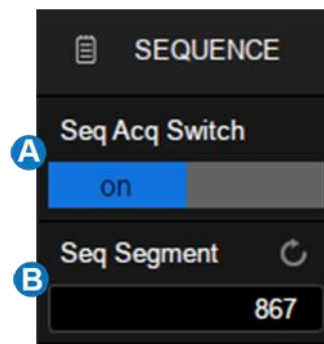 SEQUENCE
Seq Acq Switch
A
on
Seq Segment
B
867